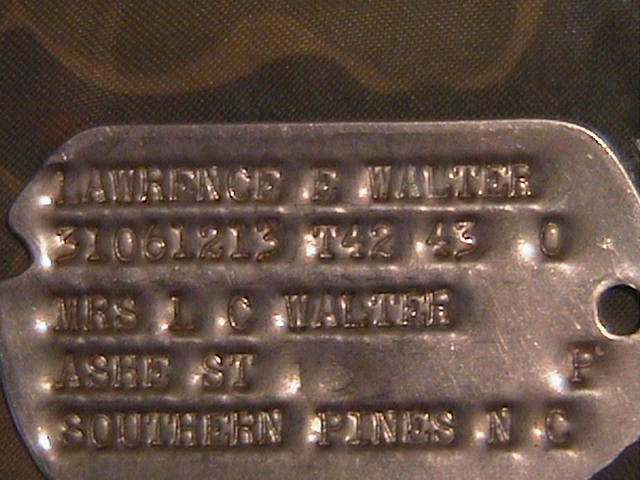 LAWRENCE E WALTER
31061213 T42 43 O
MRS L C WALTER
ASHE ST P
SOUTHERN PINES N C